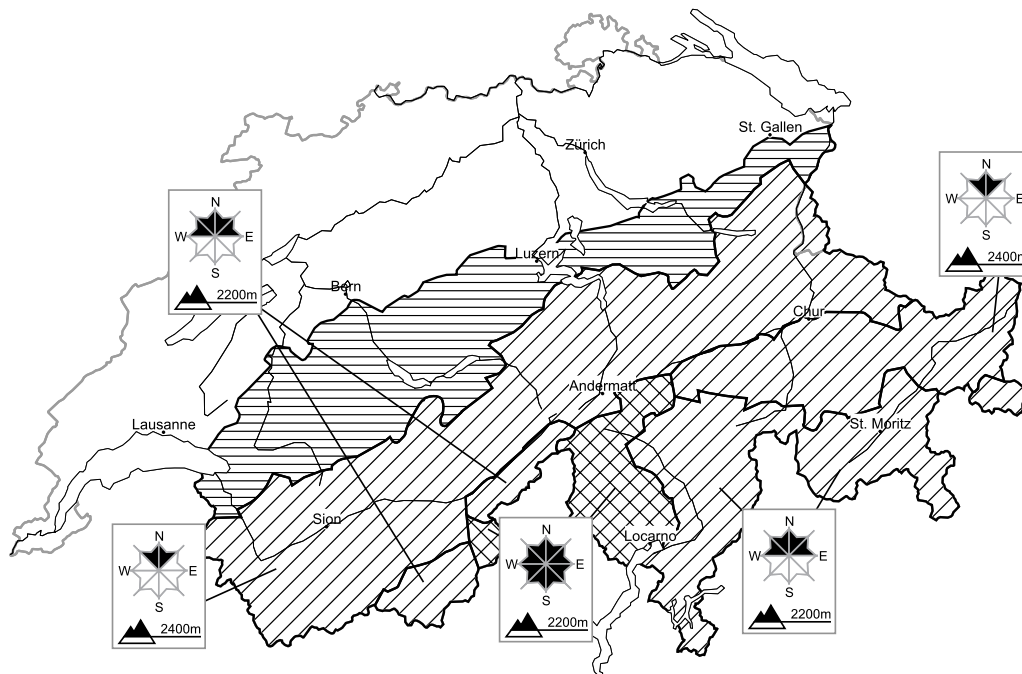 St. Gallen
Zürich
N
W E
S
2400m
N
W E
S
2200m
Luzern
Bern
Chur
Andermatt
St. Moritz
Lausanne
Sion
Locarno
N
W E
S
2400m
N
W E
S
N
W E
S
2200m
2200m